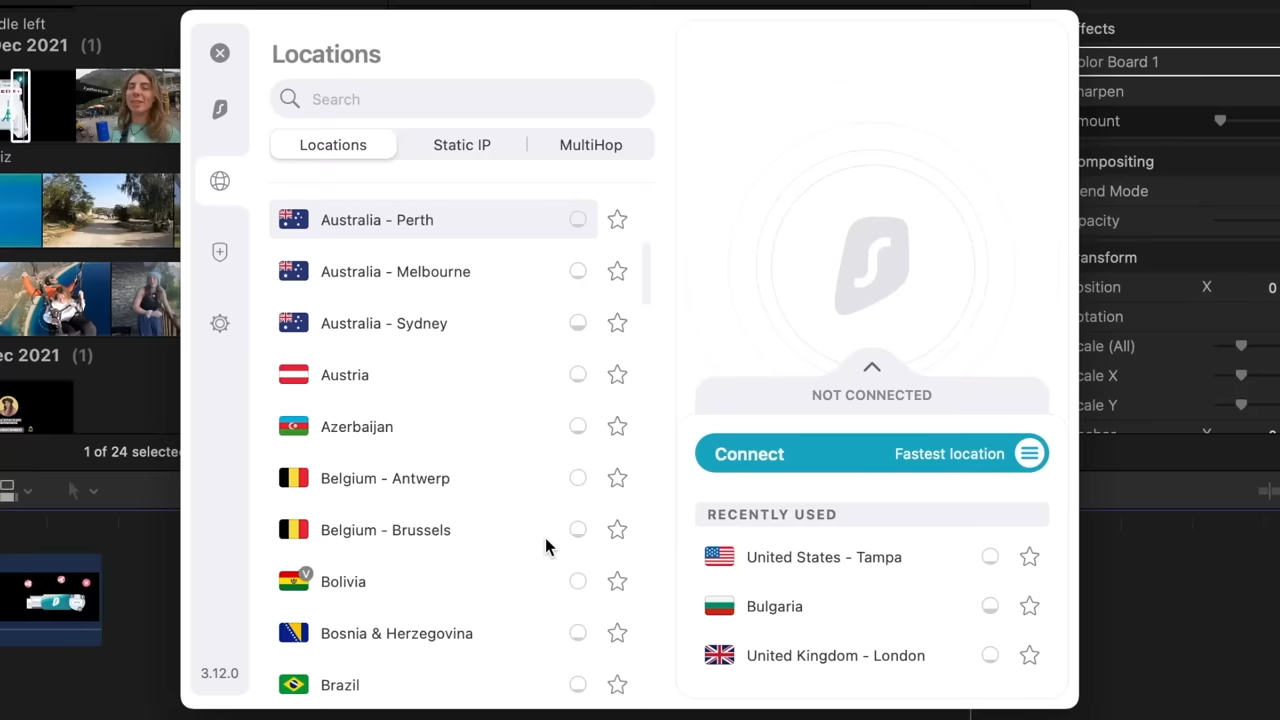 dle left
ec 2021 (1)
iz
ec 2021 (1)
1 of 24 selecte
Locations
Search
Locations
Static IP
MultiHop
Australia - Perth
Australia - Melbourne
Australia - Sydney
Austria
Azerbaijan
Belgium - Antwerp
Belgium - Brussels
V
Bolivia
Bosnia & Herzegovina
Brazil
3.12.0
NOT CONNECTED
Connect
Fastest location
RECENTLY USED
United States - Tampa
Bulgaria
United Kingdom - London
ffects
olor Board 1
harpen
mount
ompositing
lend Mode
pacity
ransform
osition X 0
otation
cale (All)
cale X
cale Y